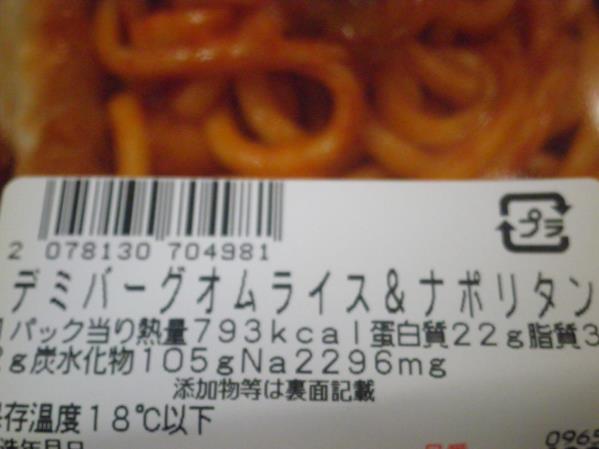 プラ
2 078130 704981
デミバーグオムライス&ナポリタン
1パック当り熱量793kcal蛋白質22g脂質3
2g炭水化物105gNa2296mg
添加物等は裏面記載
保存温度18℃以下
0965